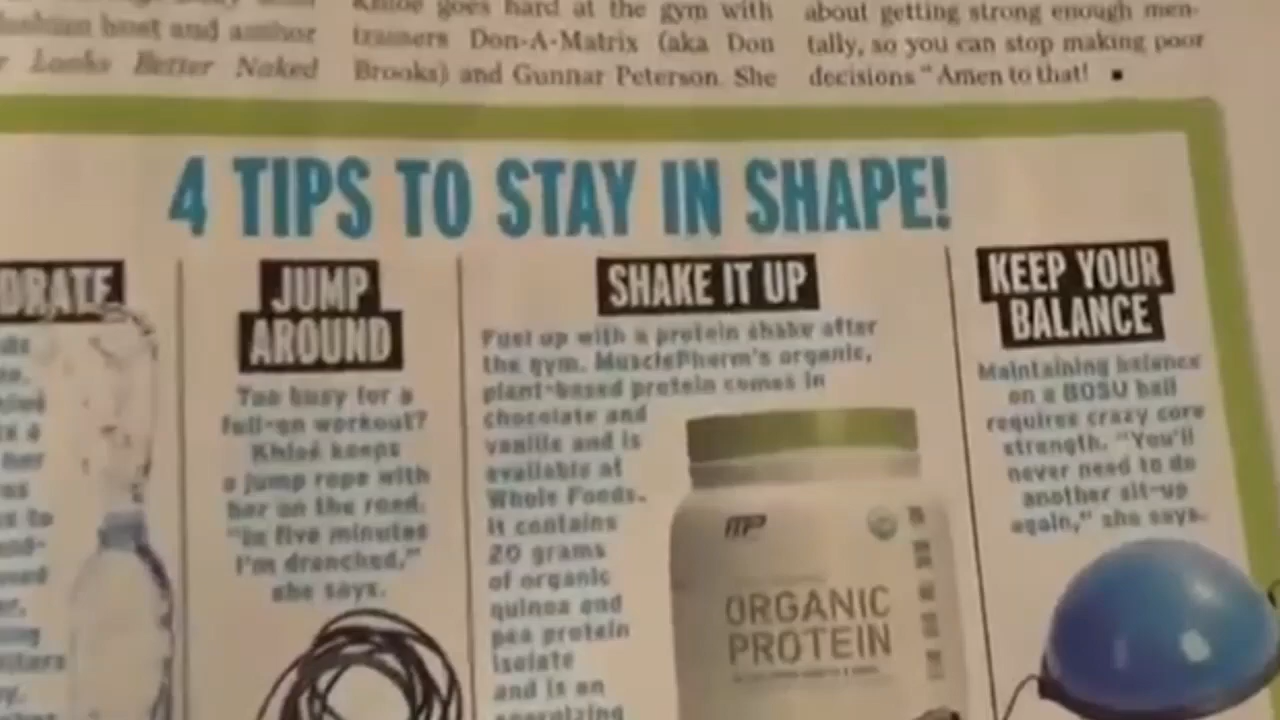 goes hard at the gym with
trainers Don-A-Matrix (aka Don
Brooks) and Gunnar Peterson. She
about getting strong enough men-
tally, so you can stop making poor
decisions" Amen to that!
and author
Looks Better Naked
4 TIPS TO STAY IN SHAPE!
DRATE
JUMP
AROUND
Too busy for a
full-on workout?
Khloé keeps
a jump rope with
her on the road.
"In five minutes
I'm drenched,"
she says.
SHAKE IT UP
Fuel up with a protein shake after
the gym. MusclePharm's organic,
plant-based protein comes in
chocolate and
vanilla and is
available at
Whole Foods.
It contains
20 grams
of organic
quinoa and
pea protein
isolate
and is an
energizing
MP
ORGANIC
PROTEIN
KEEP YOUR
BALANCE
Maintaining balance
on a BOSU ball
requires crazy core
strength. "You'll
never need to do
another sit-up
again," she says.